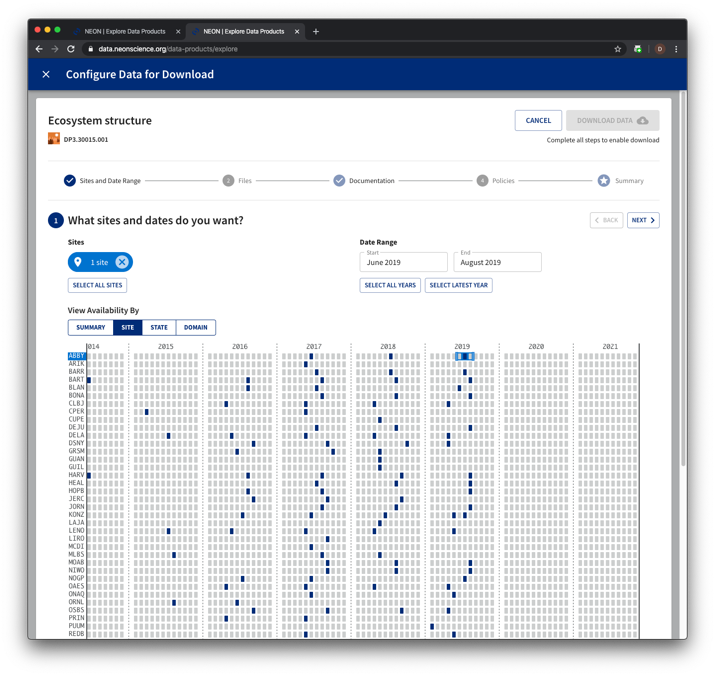 NEON | Explore Data Products
NEON | Explore Data Products
data.neonscience.org/data-products/explore
D
Configure Data for Download
Ecosystem structure
DP3.30015.001
CANCEL
DOWNLOAD DATA
Complete all steps to enable download
Sites and Date Range
2
Files
Documentation
4
Policies
Summary
1
What sites and dates do you want?
BACK
NEXT
Sites
1 site
SELECT ALL SITES
Date Range
Start
June 2019
End
August 2019
SELECT ALL YEARS
SELECT LATEST YEAR
View Availability By
SUMMARY
SITE
STATE
DOMAIN
014 2015 2016 2017 2018 2019 2020 2021
ABBY
ARIK
BARR
BART
BLAN
BONA
CLBJ
CPER
CUPE
DEJU
DELA
DSNY
GRSM
GUAN
GUIL
HARV
HEAL
HOPB
JERC
JORN
KONZ
LAJA
LENO
LIRO
MCDI
MLBS
MOAB
NIWO
NOGP
OAES
ONAQ
ORNL
OSBS
PRIN
PUUM
REDB